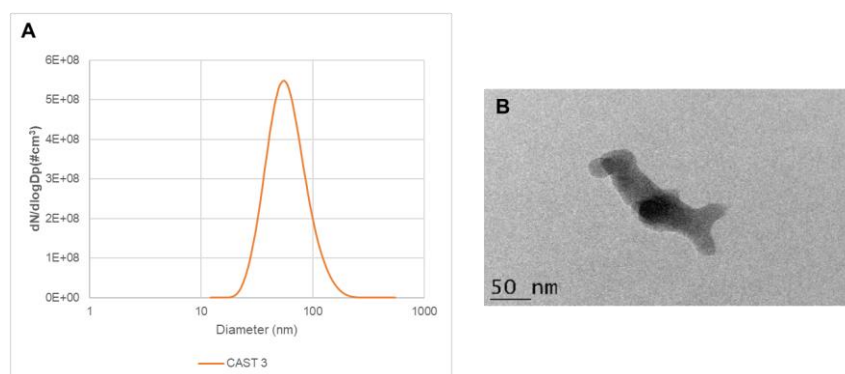 A
6E+08
5E+08
4E+08
3E+08
2E+08
1E+08
0E+00
dN/dlogDp(#cm³)
1
10
100
1000
Diameter (nm)
CAST 3
B
50 nm